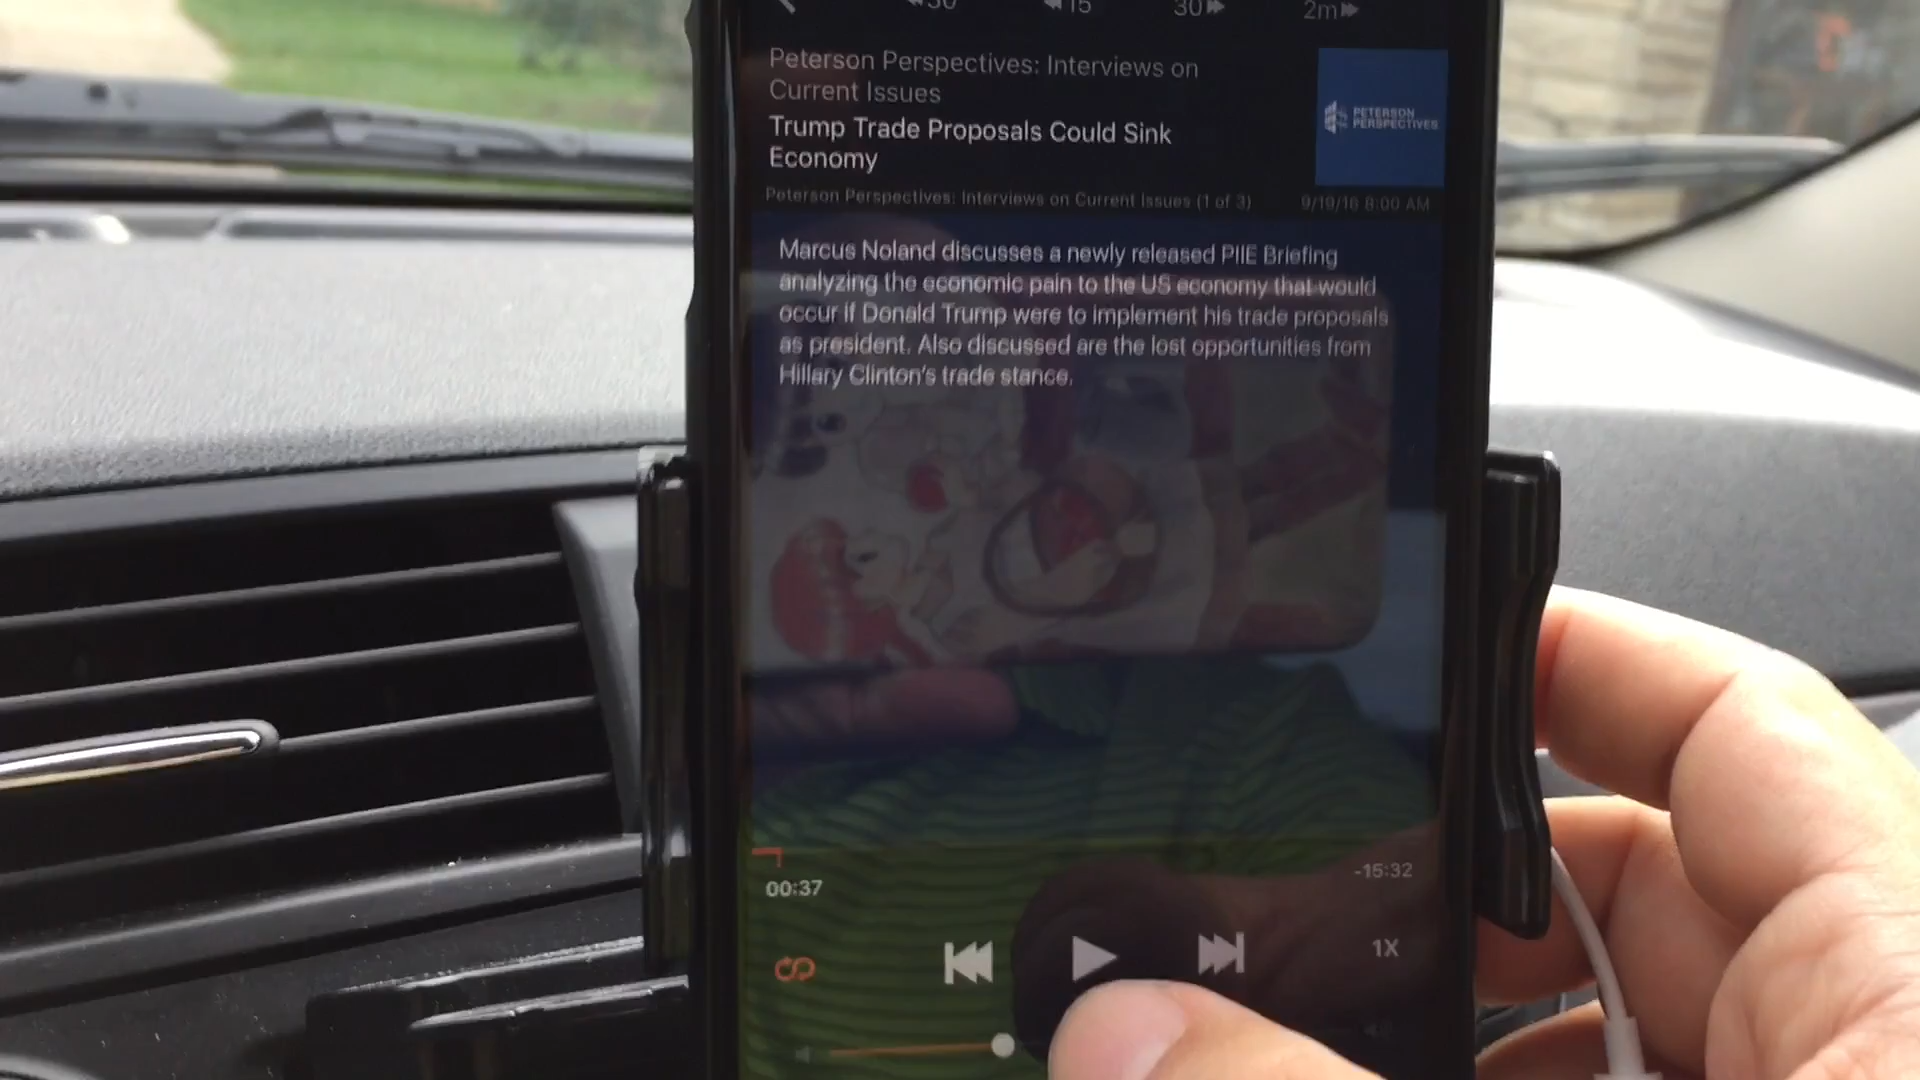 30 15 30 2m
Peterson Perspectives: Interviews on
Current Issues
Trump Trade Proposals Could Sink
Economy
PETERSON
PERSPECTIVES
Peterson Perspectives: Interviews on Current Issues (1 of 3) 9/19/16 8:00 AM
Marcus Noland discusses a newly released PIIE Briefing
analyzing the economic pain to the US economy that would
occur if Donald Trump were to implement his trade proposals
as president. Also discussed are the lost opportunities from
Hillary Clinton's trade stance.
00:37 -15:32
1X